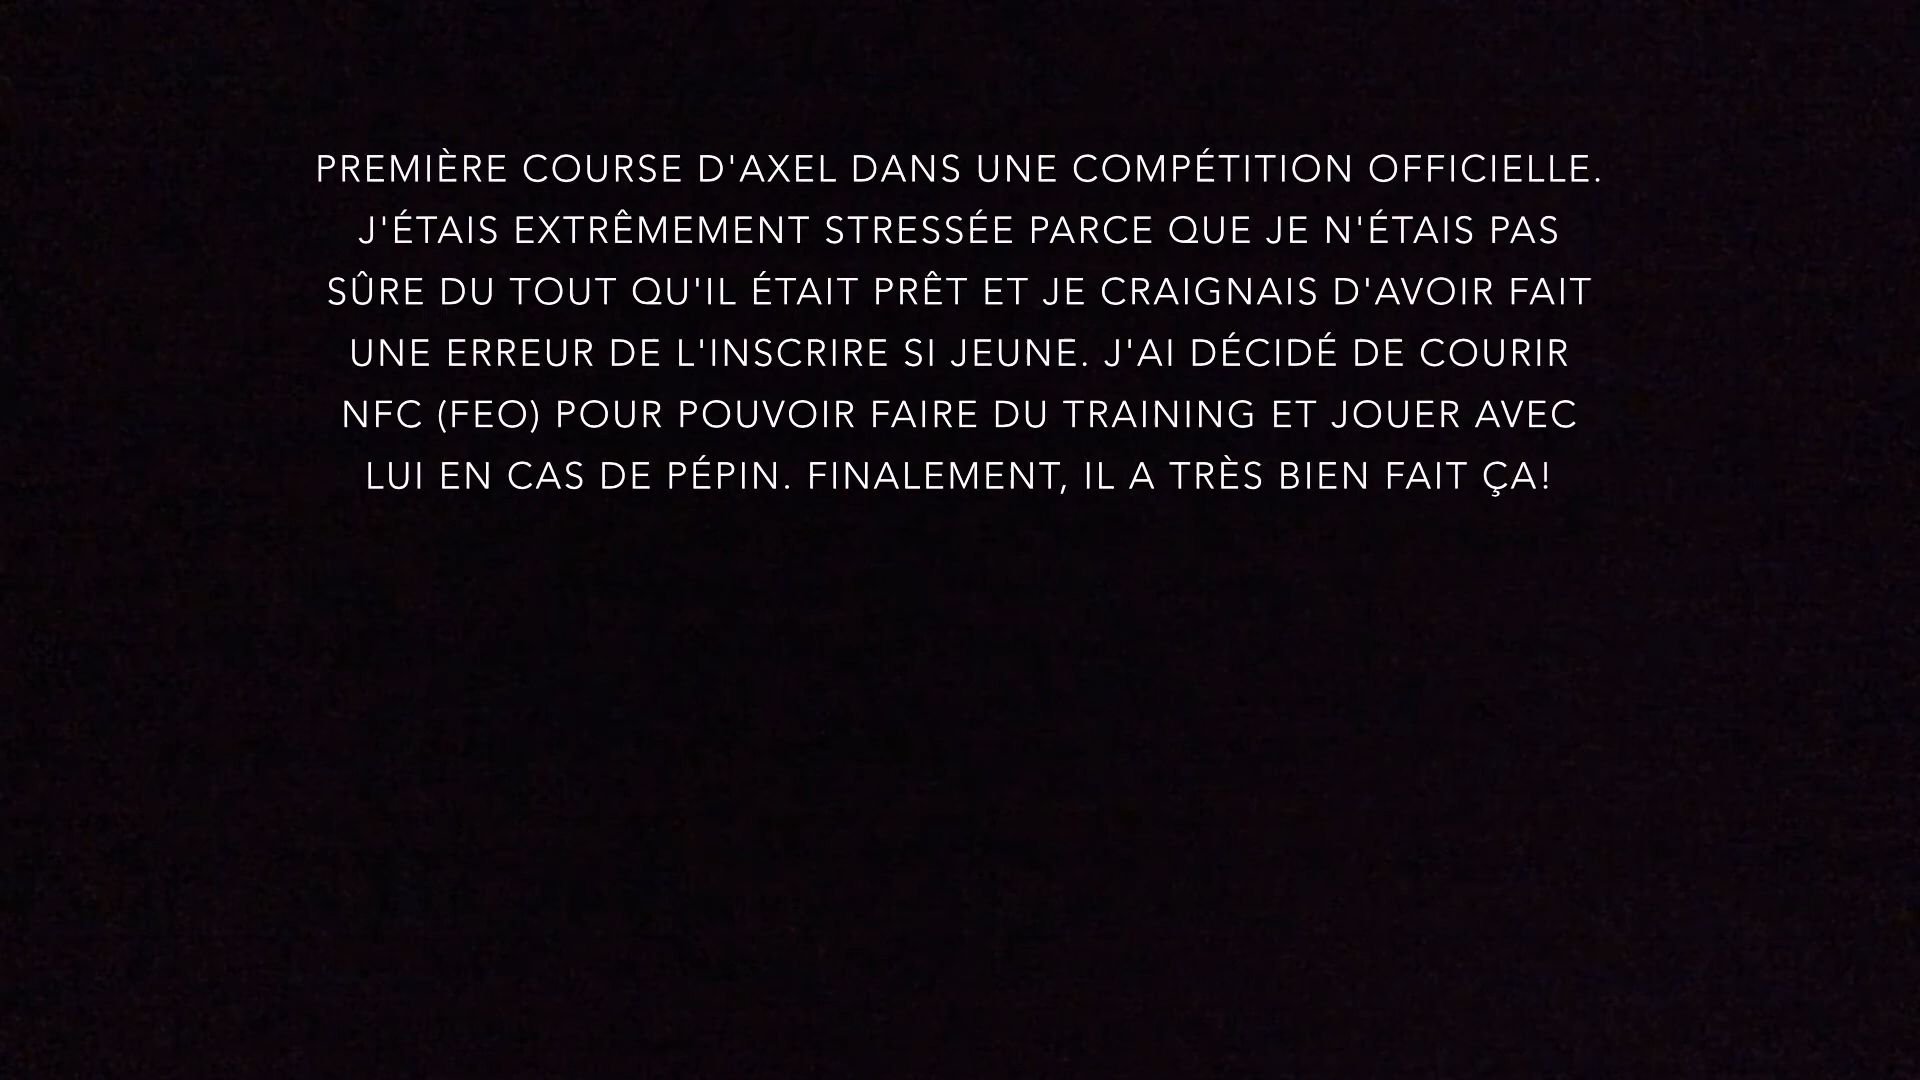 PREMIÈRE COURSE D'AXEL DANS UNE COMPÉTITION OFFICIELLE.
J'ÉTAIS EXTRÊMEMENT STRESSÉE PARCE QUE JE N'ÉTAIS PAS
SÛRE DU TOUT QU'IL ÉTAIT PRÊT ET JE CRAIGNAIS D'AVOIR FAIT
UNE ERREUR DE L'INSCRIRE SI JEUNE. J'AI DÉCIDÉ DE COURIR
NFC (FEO) POUR POUVOIR FAIRE DU TRAINING ET JOUER AVEC
LUI EN CAS DE PÉPIN. FINALEMENT, IL A TRÈS BIEN FAIT ÇA!